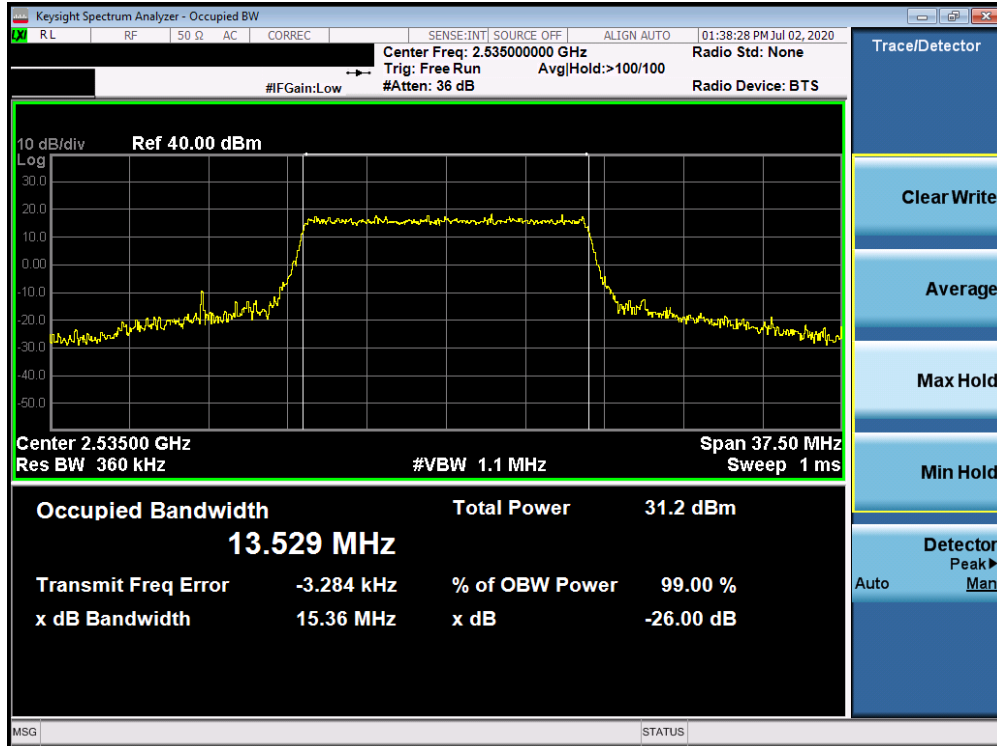 Keysight Spectrum Analyzer - Occupied BW
LXI RL RF 50 Ω AC CORREC SENSE:INT SOURCE OFF ALIGN AUTO 01:38:28 PM Jul 02, 2020
Center Freq: 2.535000000 GHz Radio Std: None
Trig: Free Run Avg|Hold:>100/100
#IFGain:Low #Atten: 36 dB Radio Device: BTS
10 dB/div Ref 40.00 dBm
Log
30.0
20.0
10.0
0.00
-10.0
-20.0
-30.0
-40.0
-50.0
Center 2.53500 GHz Span 37.50 MHz
Res BW 360 kHz #VBW 1.1 MHz Sweep 1 ms
Occupied Bandwidth Total Power 31.2 dBm
13.529 MHz
Transmit Freq Error -3.284 kHz % of OBW Power 99.00 %
x dB Bandwidth 15.36 MHz x dB -26.00 dB
MSG STATUS
Trace/Detector
Clear Write
Average
Max Hold
Min Hold
Detector
Peak▶
Auto Man